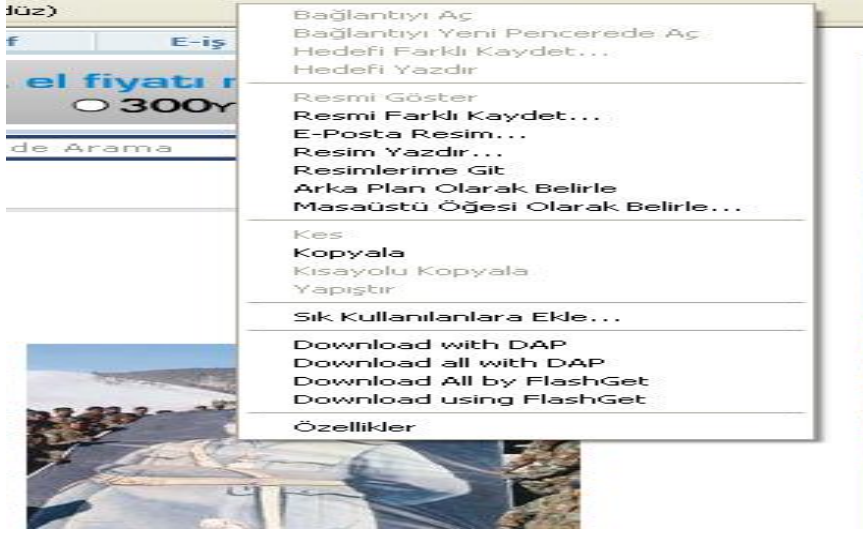 düz)
E-iş
el fiyatı
300Y
de Arama
Bağlantıyı Aç
Bağlantıyı Yeni Pencerede Aç
Hedefi Farklı Kaydet...
Hedefi Yazdır
Resmi Göster
Resmi Farklı Kaydet...
E-Posta Resim...
Resim Yazdır...
Resimlerime Git
Arka Plan Olarak Belirle
Masaüstü Öğesi Olarak Belirle...
Kes
Kopyala
Kısayolu Kopyala
Yapıştır
Sık Kullanılanlara Ekle...
Download with DAP
Download all with DAP
Download All by FlashGet
Download using FlashGet
Özellikler